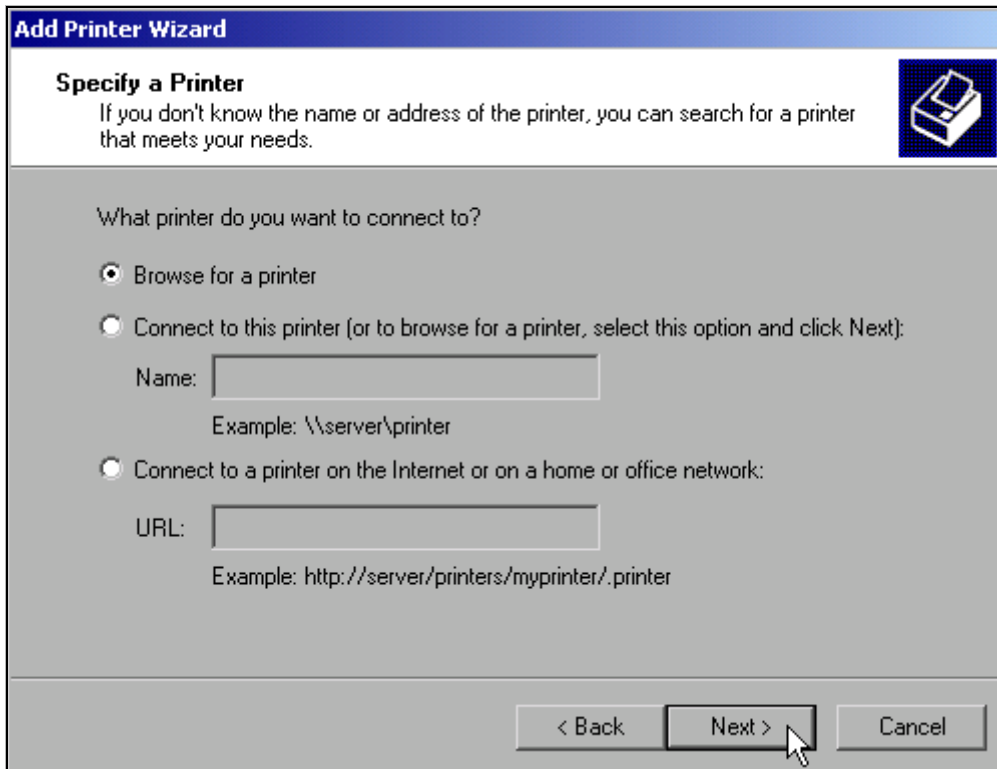 Add Printer Wizard
Specify a Printer
If you don't know the name or address of the printer, you can search for a printer
that meets your needs.
What printer do you want to connect to?
Browse for a printer
Connect to this printer (or to browse for a printer, select this option and click Next):
Name:
Example: \\server\printer
Connect to a printer on the Internet or on a home or office network:
URL:
Example: http://server/printers/myprinter/.printer
< Back Next > Cancel